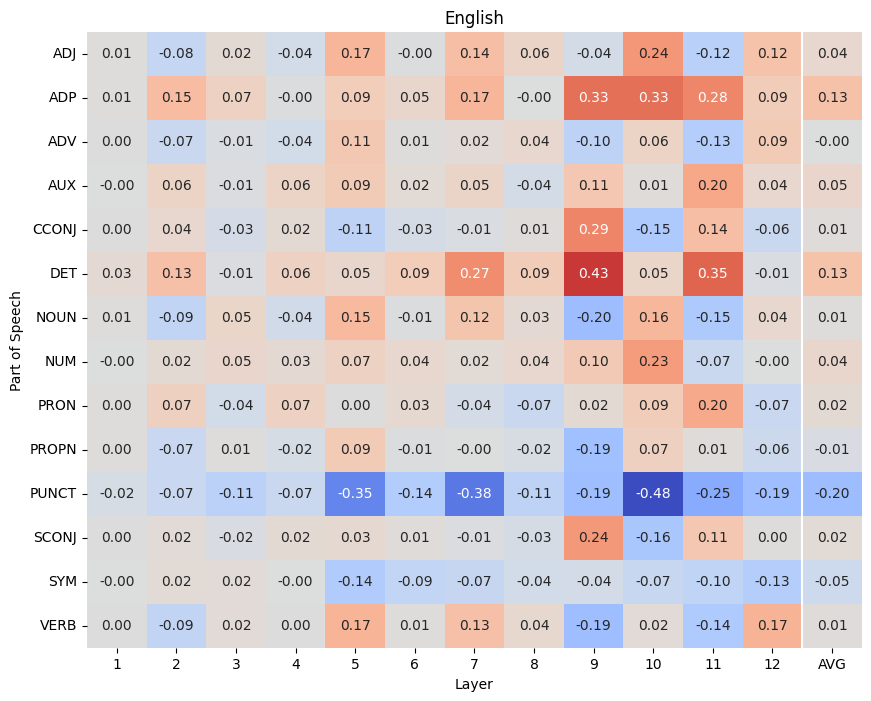 English
ADJ 0.01 -0.08 0.02 -0.04 0.17 -0.00 0.14 0.06 -0.04 0.24 -0.12 0.12 0.04
ADP 0.01 0.15 0.07 -0.00 0.09 0.05 0.17 -0.00 0.33 0.33 0.28 0.09 0.13
ADV 0.00 -0.07 -0.01 -0.04 0.11 0.01 0.02 0.04 -0.10 0.06 -0.13 0.09 -0.00
AUX -0.00 0.06 -0.01 0.06 0.09 0.02 0.05 -0.04 0.11 0.01 0.20 0.04 0.05
CCONJ 0.00 0.04 -0.03 0.02 -0.11 -0.03 -0.01 0.01 0.29 -0.15 0.14 -0.06 0.01
DET 0.03 0.13 -0.01 0.06 0.05 0.09 0.27 0.09 0.43 0.05 0.35 -0.01 0.13
NOUN 0.01 -0.09 0.05 -0.04 0.15 -0.01 0.12 0.03 -0.20 0.16 -0.15 0.04 0.01
NUM -0.00 0.02 0.05 0.03 0.07 0.04 0.02 0.04 0.10 0.23 -0.07 -0.00 0.04
PRON 0.00 0.07 -0.04 0.07 0.00 0.03 -0.04 -0.07 0.02 0.09 0.20 -0.07 0.02
PROPN 0.00 -0.07 0.01 -0.02 0.09 -0.01 -0.00 -0.02 -0.19 0.07 0.01 -0.06 -0.01
PUNCT -0.02 -0.07 -0.11 -0.07 -0.35 -0.14 -0.38 -0.11 -0.19 -0.48 -0.25 -0.19 -0.20
SCONJ 0.00 0.02 -0.02 0.02 0.03 0.01 -0.01 -0.03 0.24 -0.16 0.11 0.00 0.02
SYM -0.00 0.02 0.02 -0.00 -0.14 -0.09 -0.07 -0.04 -0.04 -0.07 -0.10 -0.13 -0.05
VERB 0.00 -0.09 0.02 0.00 0.17 0.01 0.13 0.04 -0.19 0.02 -0.14 0.17 0.01
1 2 3 4 5 6 7 8 9 10 11 12 AVG
Layer
Part of Speech